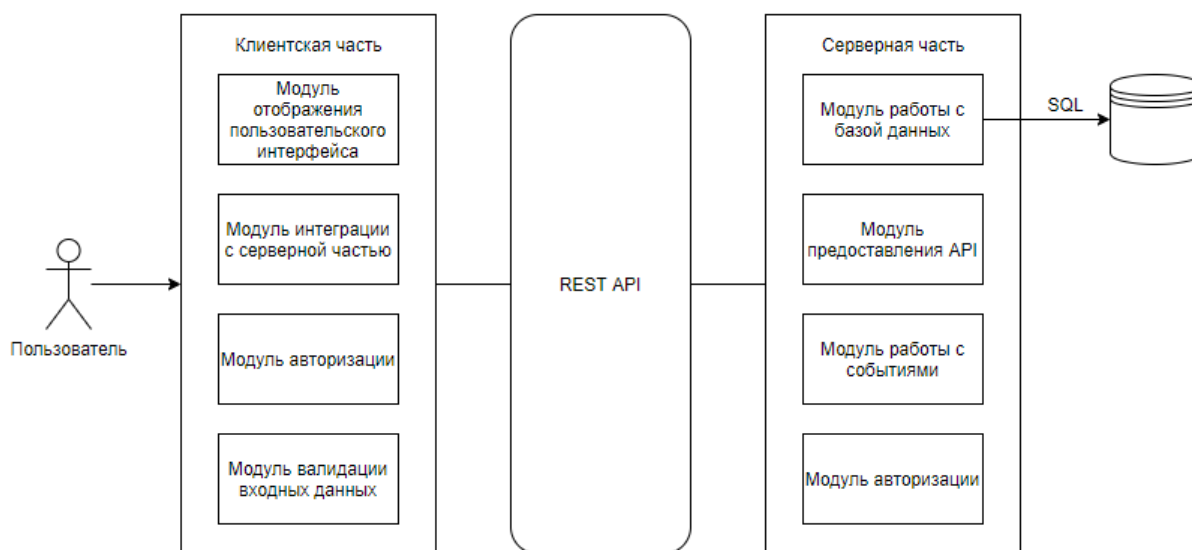 Клиентская часть
Модуль
отображения
пользовательского
интерфейса
Модуль интеграции
с серверной частью
Модуль авторизации
Модуль валидации
входных данных
Пользователь
REST API
Серверная часть
Модуль работы с
базой данных
SQL
Модуль
предоставления API
Модуль работы с
событиями
Модуль авторизации